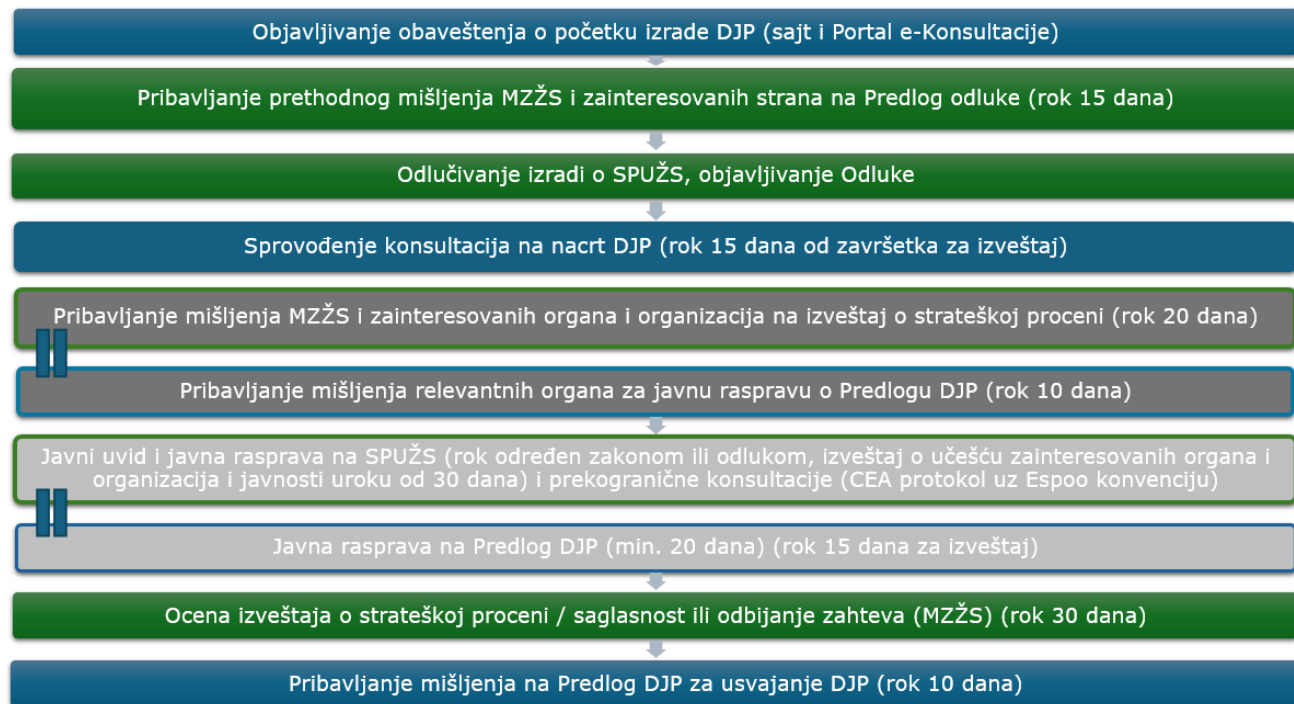 Objavljivanje obaveštenja o početku izrade DJP (sajt i Portal e-Konsultacije)
Pribavljanje prethodnog mišljenja MZŽS i zainteresovanih strana na Predlog odluke (rok 15 dana)
Odlučivanje izradi o SPUŽS, objavljivanje Odluke
Sprovođenje konsultacija na nacrt DJP (rok 15 dana od završetka za izveštaj)
Pribavljanje mišljenja MZŽS i zainteresovanih organa i organizacija na izveštaj o strateškoj proceni (rok 20 dana)
Pribavljanje mišljenja relevantnih organa za javnu raspravu o Predlogu DJP (rok 10 dana)
Javni uvid i javna rasprava na SPUŽS (rok određen zakonom ili odlukom, izveštaj o učešću zainteresovanih organa i
organizacija i javnosti uroku od 30 dana) i prekogranične konsultacije (CEA protokol uz Espoo konvenciju)
Javna rasprava na Predlog DJP (min. 20 dana) (rok 15 dana za izveštaj)
Ocena izveštaja o strateškoj proceni / saglasnost ili odbijanje zahteva (MZŽS) (rok 30 dana)
Pribavljanje mišljenja na Predlog DJP za usvajanje DJP (rok 10 dana)